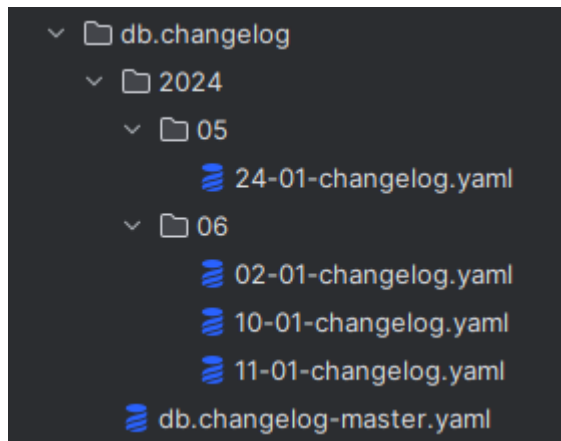 db.changelog
2024
05
24-01-changelog.yaml
06
02-01-changelog.yaml
10-01-changelog.yaml
11-01-changelog.yaml
db.changelog-master.yaml